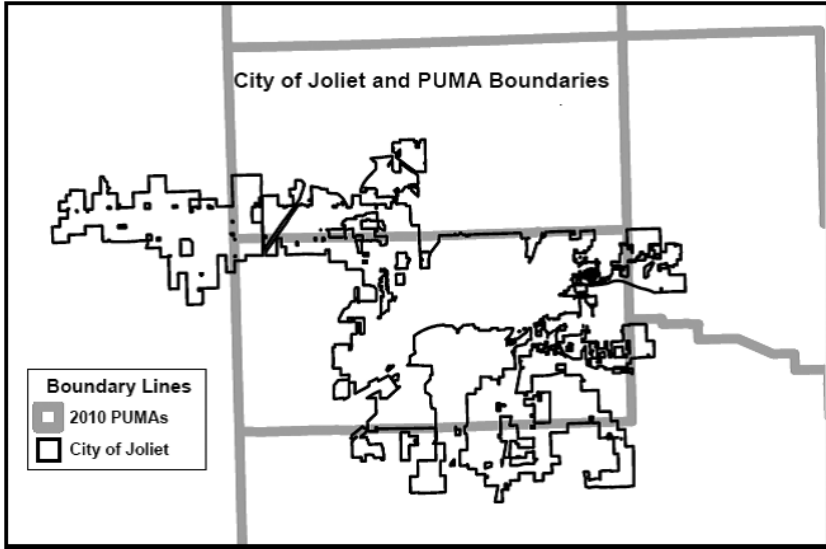 City of Joliet and PUMA Boundaries
Boundary Lines
2010 PUMAs
City of Joliet